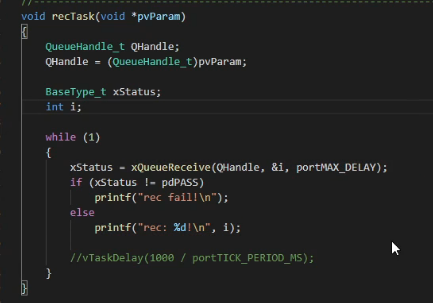 //------------------------------------------------------------------
void recTask(void *pvParam)
{
    QueueHandle_t QHandle;
    QHandle = (QueueHandle_t)pvParam;

    BaseType_t xStatus;
    int i;

    while (1)
    {
        xStatus = xQueueReceive(QHandle, &i, portMAX_DELAY);
        if (xStatus != pdPASS)
            printf("rec fail!\n");
        else
            printf("rec: %d!\n", i);

        //vTaskDelay(1000 / portTICK_PERIOD_MS);
    }
}